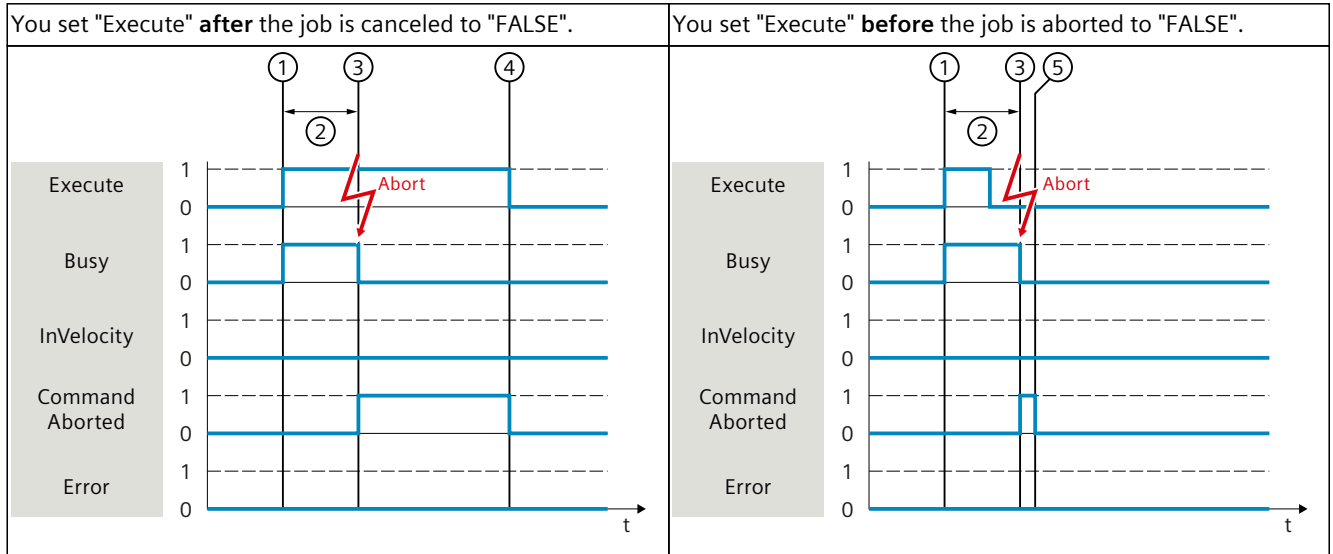 You set "Execute" after the job is canceled to "FALSE".
1 3 4
2
Execute 1
0
Abort
Busy 1
0
InVelocity 1
0
Command
Aborted
1
0
Error 1
0
t
You set "Execute" before the job is aborted to "FALSE".
1 3 5
2
Execute 1
0
Abort
Busy 1
0
InVelocity 1
0
Command
Aborted
1
0
Error 1
0
t